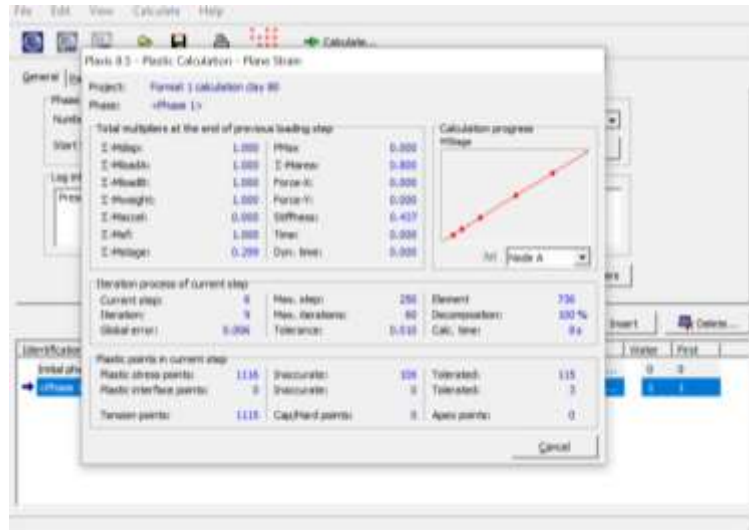 File Edit View Calculate Help
Calculate...
Plaxis 8.5 - Plastic Calculation - Plane Strain
General
Project: Format 1 calculation day 80
Phase: <Phase 1>
Total multipliers at the end of previous loading step
Calculation progress
Σ-Mdisp: 1.000 PMax 0.000
MStage
Σ-MloadA: 1.000 Σ-Marea: 0.800
Σ-MloadB: 1.000 Force-X: 0.000
Σ-Mweight: 1.000 Force-Y: 0.000
Σ-Maccel: 0.000 Stiffness: 0.437
Σ-Msf: 1.000 Time: 0.000
Σ-Mstage: 0.299 Dyn. time: 0.000
Node A
Iteration process of current step
Current step: 6 Max. step: 250 Element 736
Iteration: 9 Max. iterations: 60 Decomposition: 100 %
Global error: 0.006 Tolerance: 0.010 Calc. time:
Insert Delete...
Plastic points in current step
Identification Water First
Plastic stress points: 1116 Inaccurate: 106 Tolerated: 115
Initial 0 0
Plastic interface points: 0 Inaccurate: 0 Tolerated: 3
<Phase 1 1
Tension points: 1115 Cap/Hard points: 0 Apex points: 0
Cancel